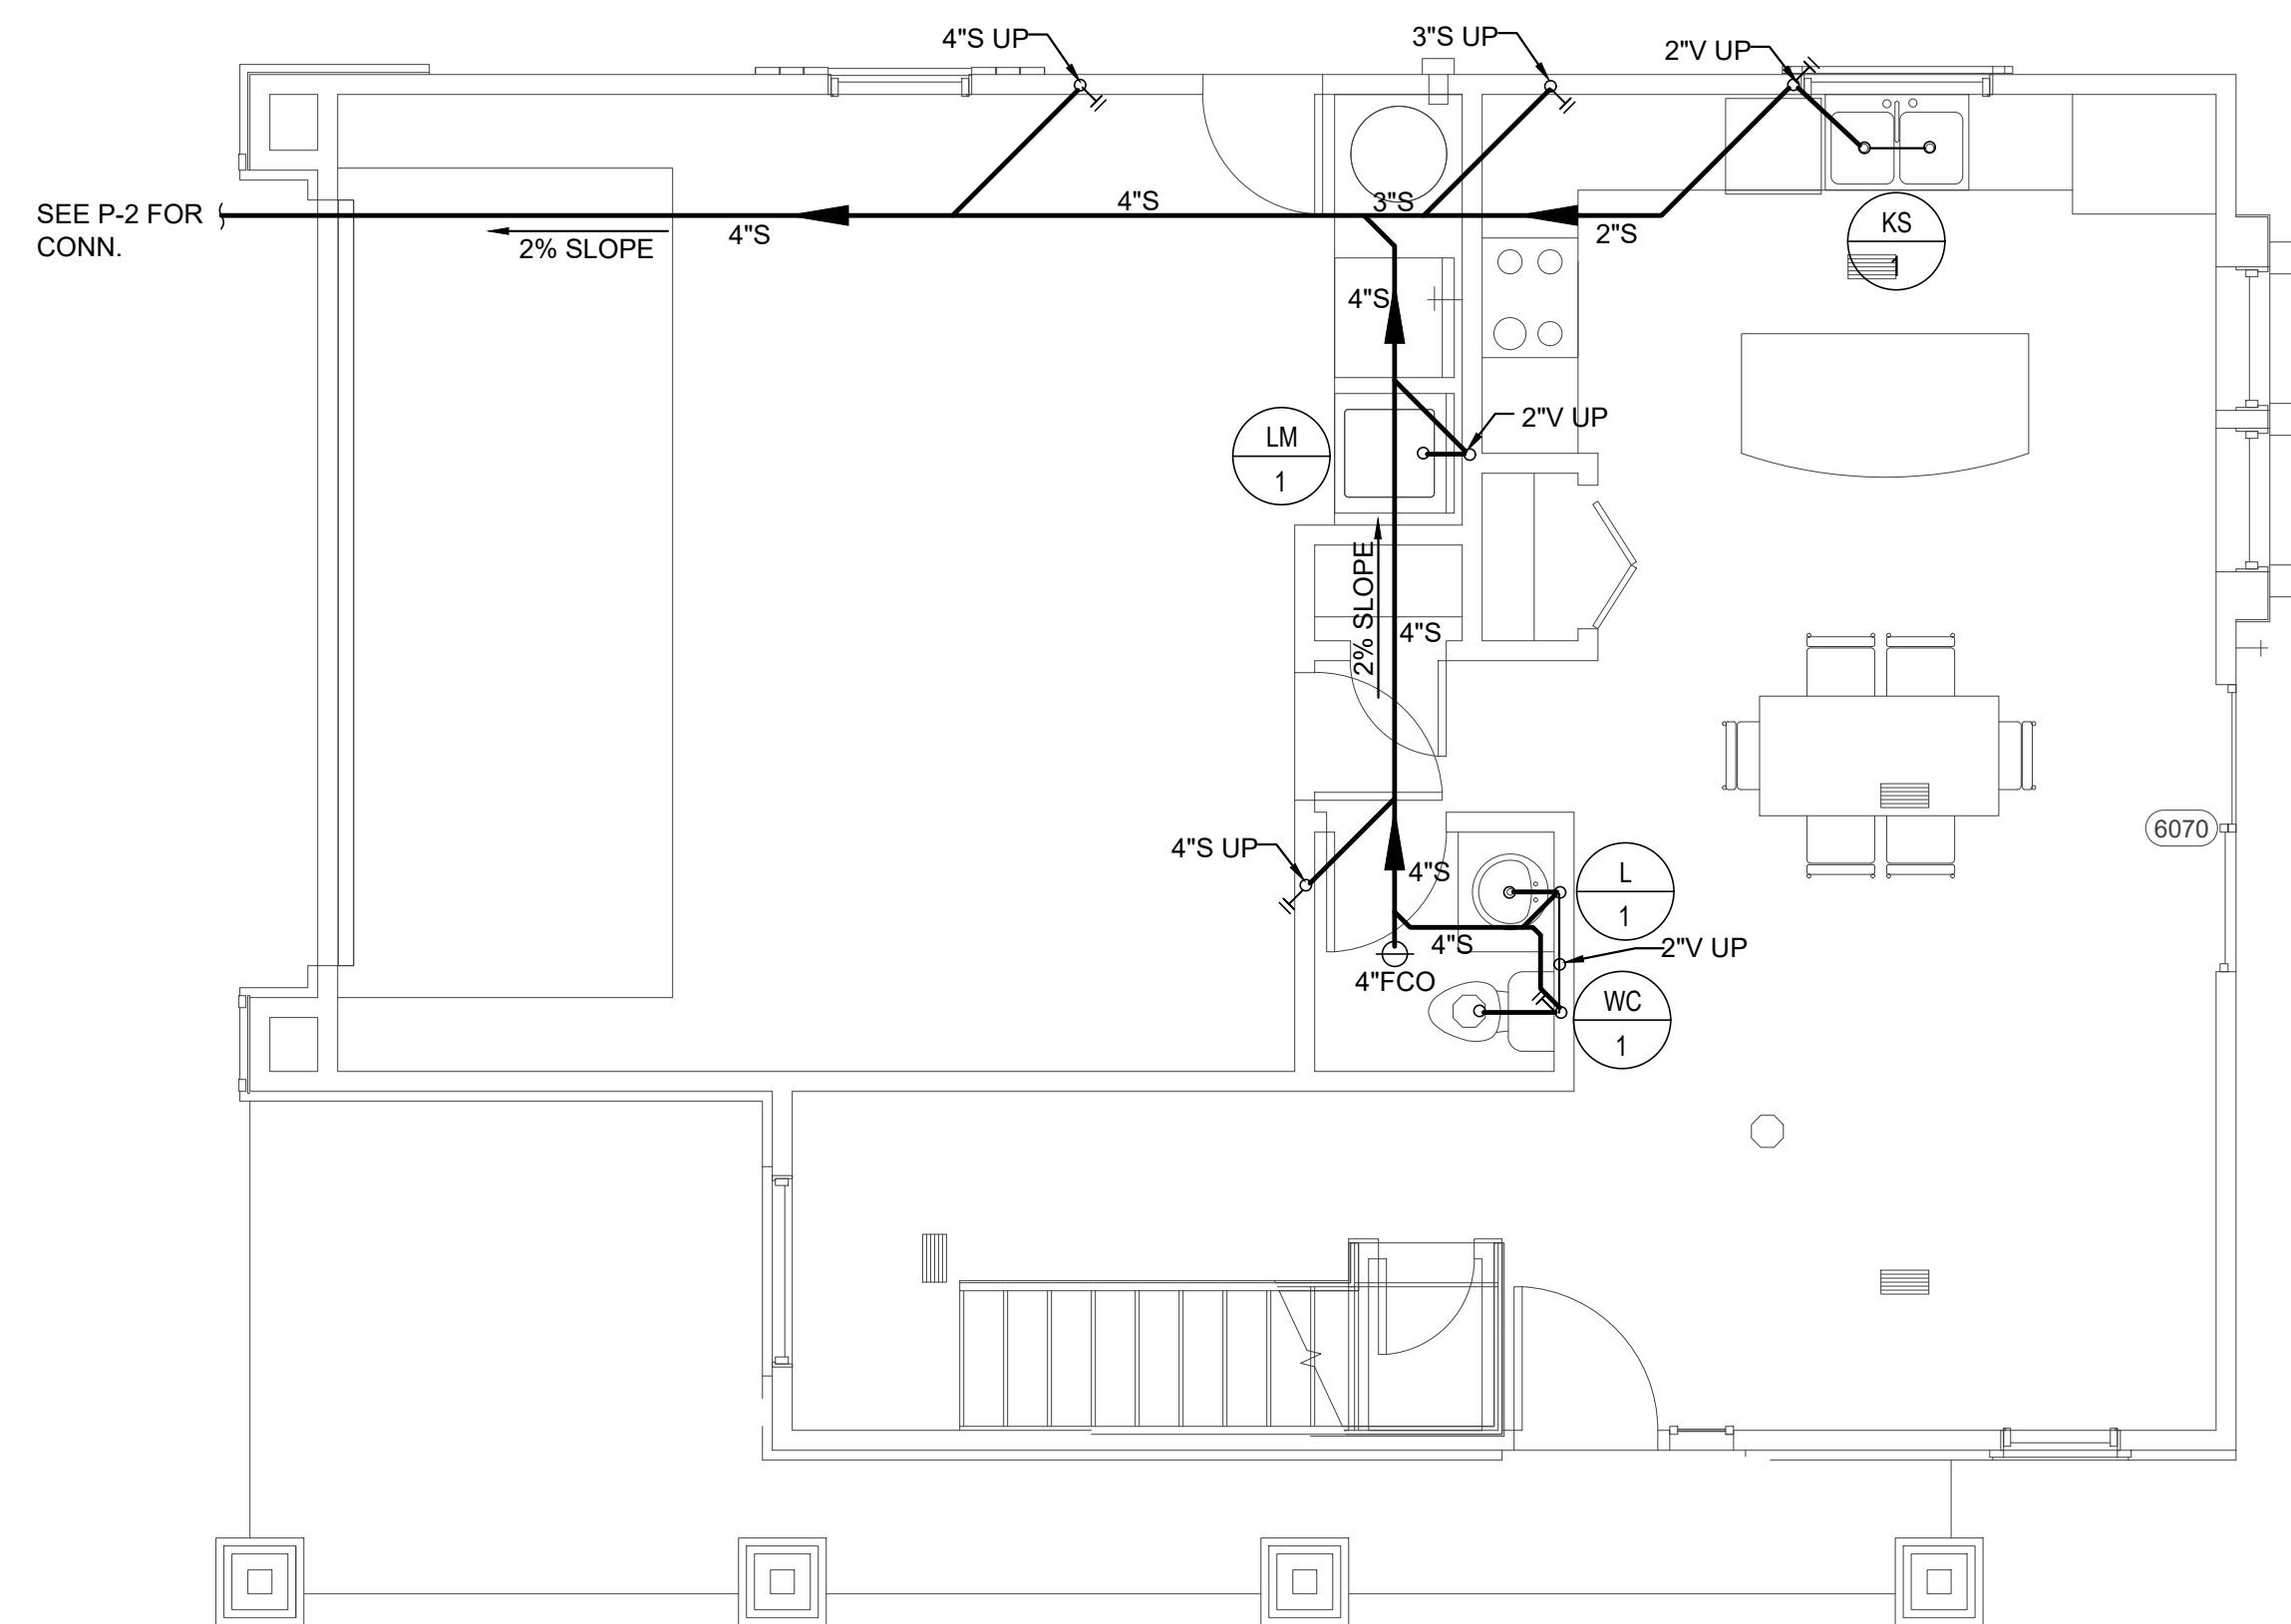 4"S UP
3"S UP
2"V UP
SEE P-2 FOR
CONN.
4"S
3"S
4"S
2"S
2% SLOPE
KS
1
4"S
2"V UP
LM
1
2% SLOPE
4"S
6070
4"S UP
4"S
L
1
4"S
2"V UP
4"FCO
WC
1